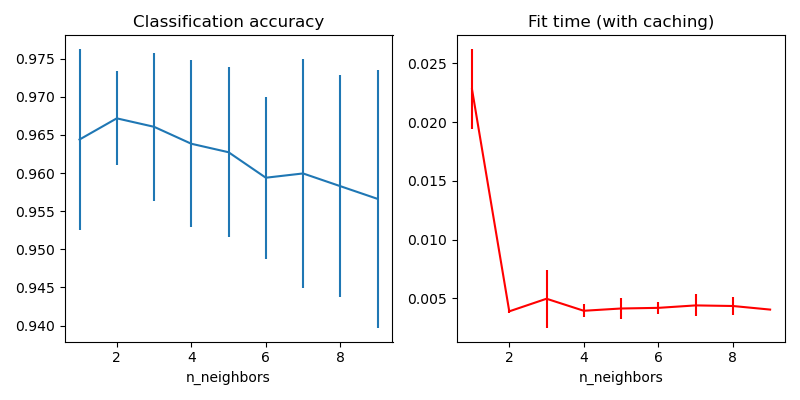 Classification accuracy
0.975
0.970
0.965
0.960
0.955
0.950
0.945
0.940
2 4 6 8
n_neighbors
Fit time (with caching)
0.025
0.020
0.015
0.010
0.005
2 4 6 8
n_neighbors